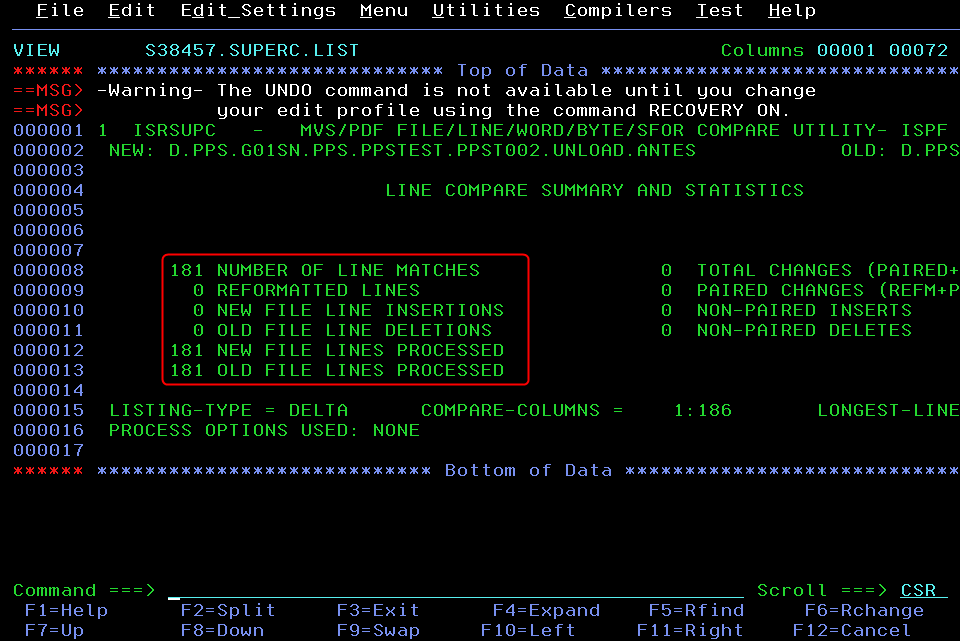 File  Edit  Edit_Settings  Menu  Utilities  Compilers  Test  Help
VIEW       S38457.SUPERC.LIST                              Columns 00001 00072
****** ***************************** Top of Data ******************************
==MSG> -Warning- The UNDO command is not available until you change
==MSG>           your edit profile using the command RECOVERY ON.
000001 1  ISRSUPC   -   MVS/PDF FILE/LINE/WORD/BYTE/SFOR COMPARE UTILITY- ISPF
000002  NEW: D.PPS.G01SN.PPS.PPSTEST.PPST002.UNLOAD.ANTES            OLD: D.PPS
000003
000004                         LINE COMPARE SUMMARY AND STATISTICS
000005
000006
000007
000008       181 NUMBER OF LINE MATCHES               0  TOTAL CHANGES (PAIRED+
000009         0 REFORMATTED LINES                    0  PAIRED CHANGES (REFM+P
000010         0 NEW FILE LINE INSERTIONS             0  NON-PAIRED INSERTS
000011         0 OLD FILE LINE DELETIONS              0  NON-PAIRED DELETES
000012       181 NEW FILE LINES PROCESSED
000013       181 OLD FILE LINES PROCESSED
000014
000015  LISTING-TYPE = DELTA      COMPARE-COLUMNS =    1:186       LONGEST-LINE
000016  PROCESS OPTIONS USED: NONE
000017
****** **************************** Bottom of Data ****************************
Command ===>                                                  Scroll ===> CSR
F1=Help      F2=Split     F3=Exit      F4=Expand    F5=Rfind     F6=Rchange
F7=Up        F8=Down      F9=Swap     F10=Left     F11=Right    F12=Cancel